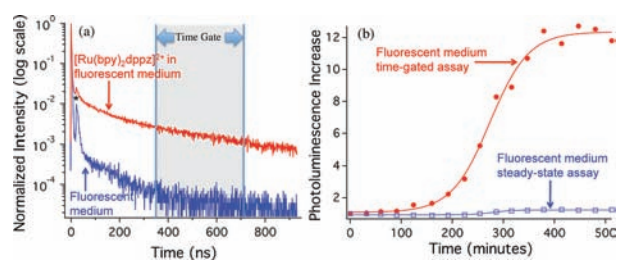 (a)
Time Gate
[Ru(bpy)₂dppz]²⁺ in
fluorescent medium
*
Fluorescent
medium
Normalized Intensity (log scale)
10⁰
10⁻¹
10⁻²
10⁻³
10⁻⁴
0 200 400 600 800
Time (ns)
(b)
Fluorescent medium
time-gated assay
Fluorescent medium
steady-state assay
Photoluminescence Increase
12
10
8
6
4
2
0 100 200 300 400 500
Time (minutes)